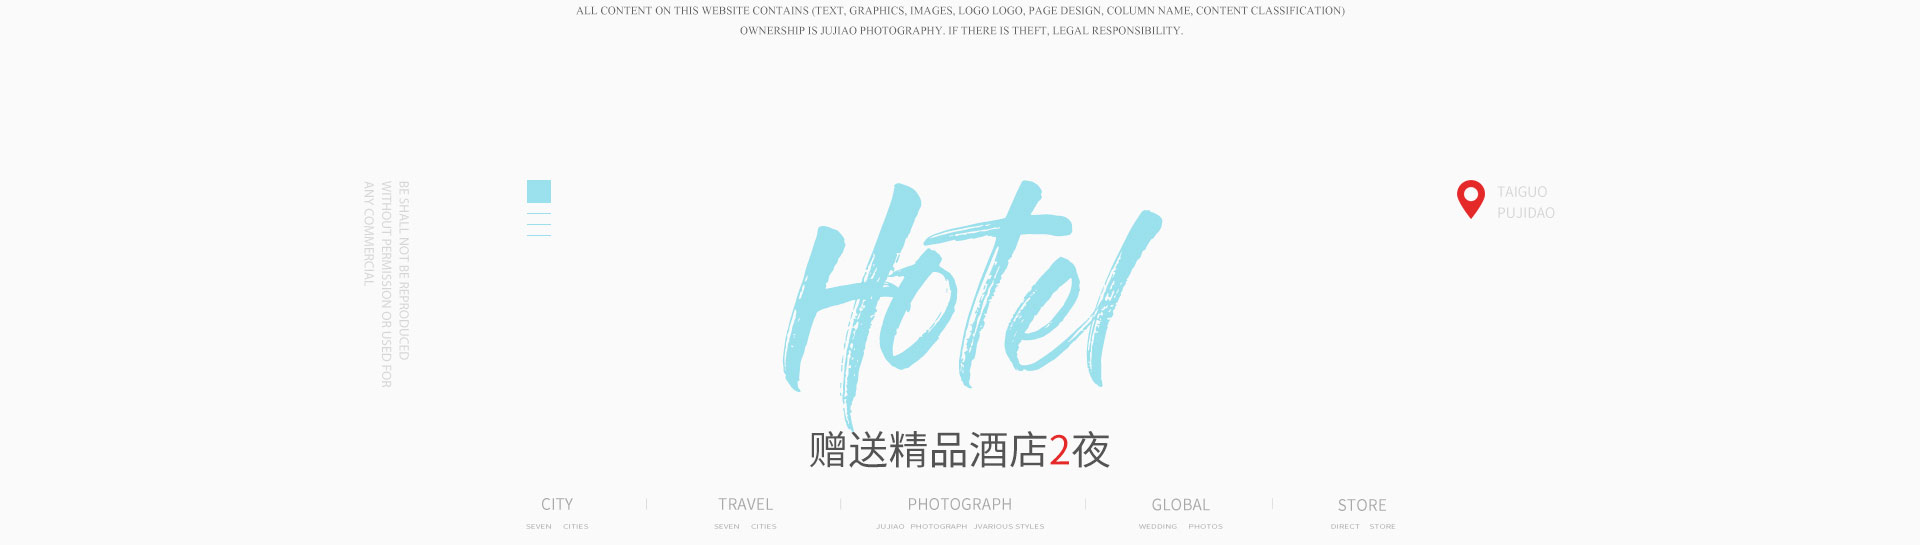 ALL CONTENT ON THIS WEBSITE CONTAINS (TEXT, GRAPHICS, IMAGES, LOGO LOGO, PAGE DESIGN, COLUMN NAME, CONTENT CLASSIFICATION)
OWNERSHIP IS JUJIAO PHOTOGRAPHY. IF THERE IS THEFT, LEGAL RESPONSIBILITY.
BE SHALL NOT BE REPRODUCED
WITHOUT PERMISSION OR USED FOR
ANY COMMERCIAL
Hotel
TAIGUO
PUJIDAO
赠送精品酒店2夜
CITY
SEVEN CITIES
TRAVEL
SEVEN CITIES
PHOTOGRAPH
JUJIAO PHOTOGRAPH JVARIOUS STYLES
GLOBAL
WEDDING PHOTOS
STORE
DIRECT STORE